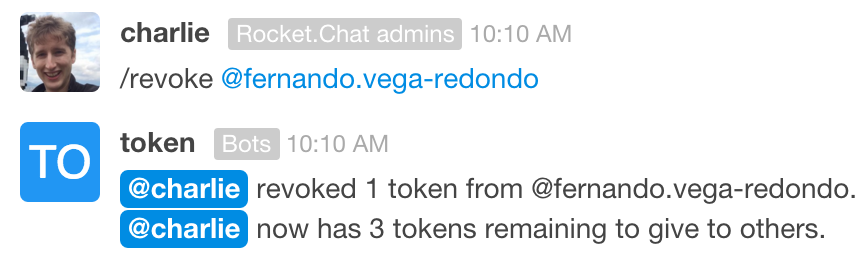 charlie Rocket.Chat admins 10:10 AM
/revoke @fernando.vega-redondo
TO
token Bots 10:10 AM
@charlie revoked 1 token from @fernando.vega-redondo.
@charlie now has 3 tokens remaining to give to others.